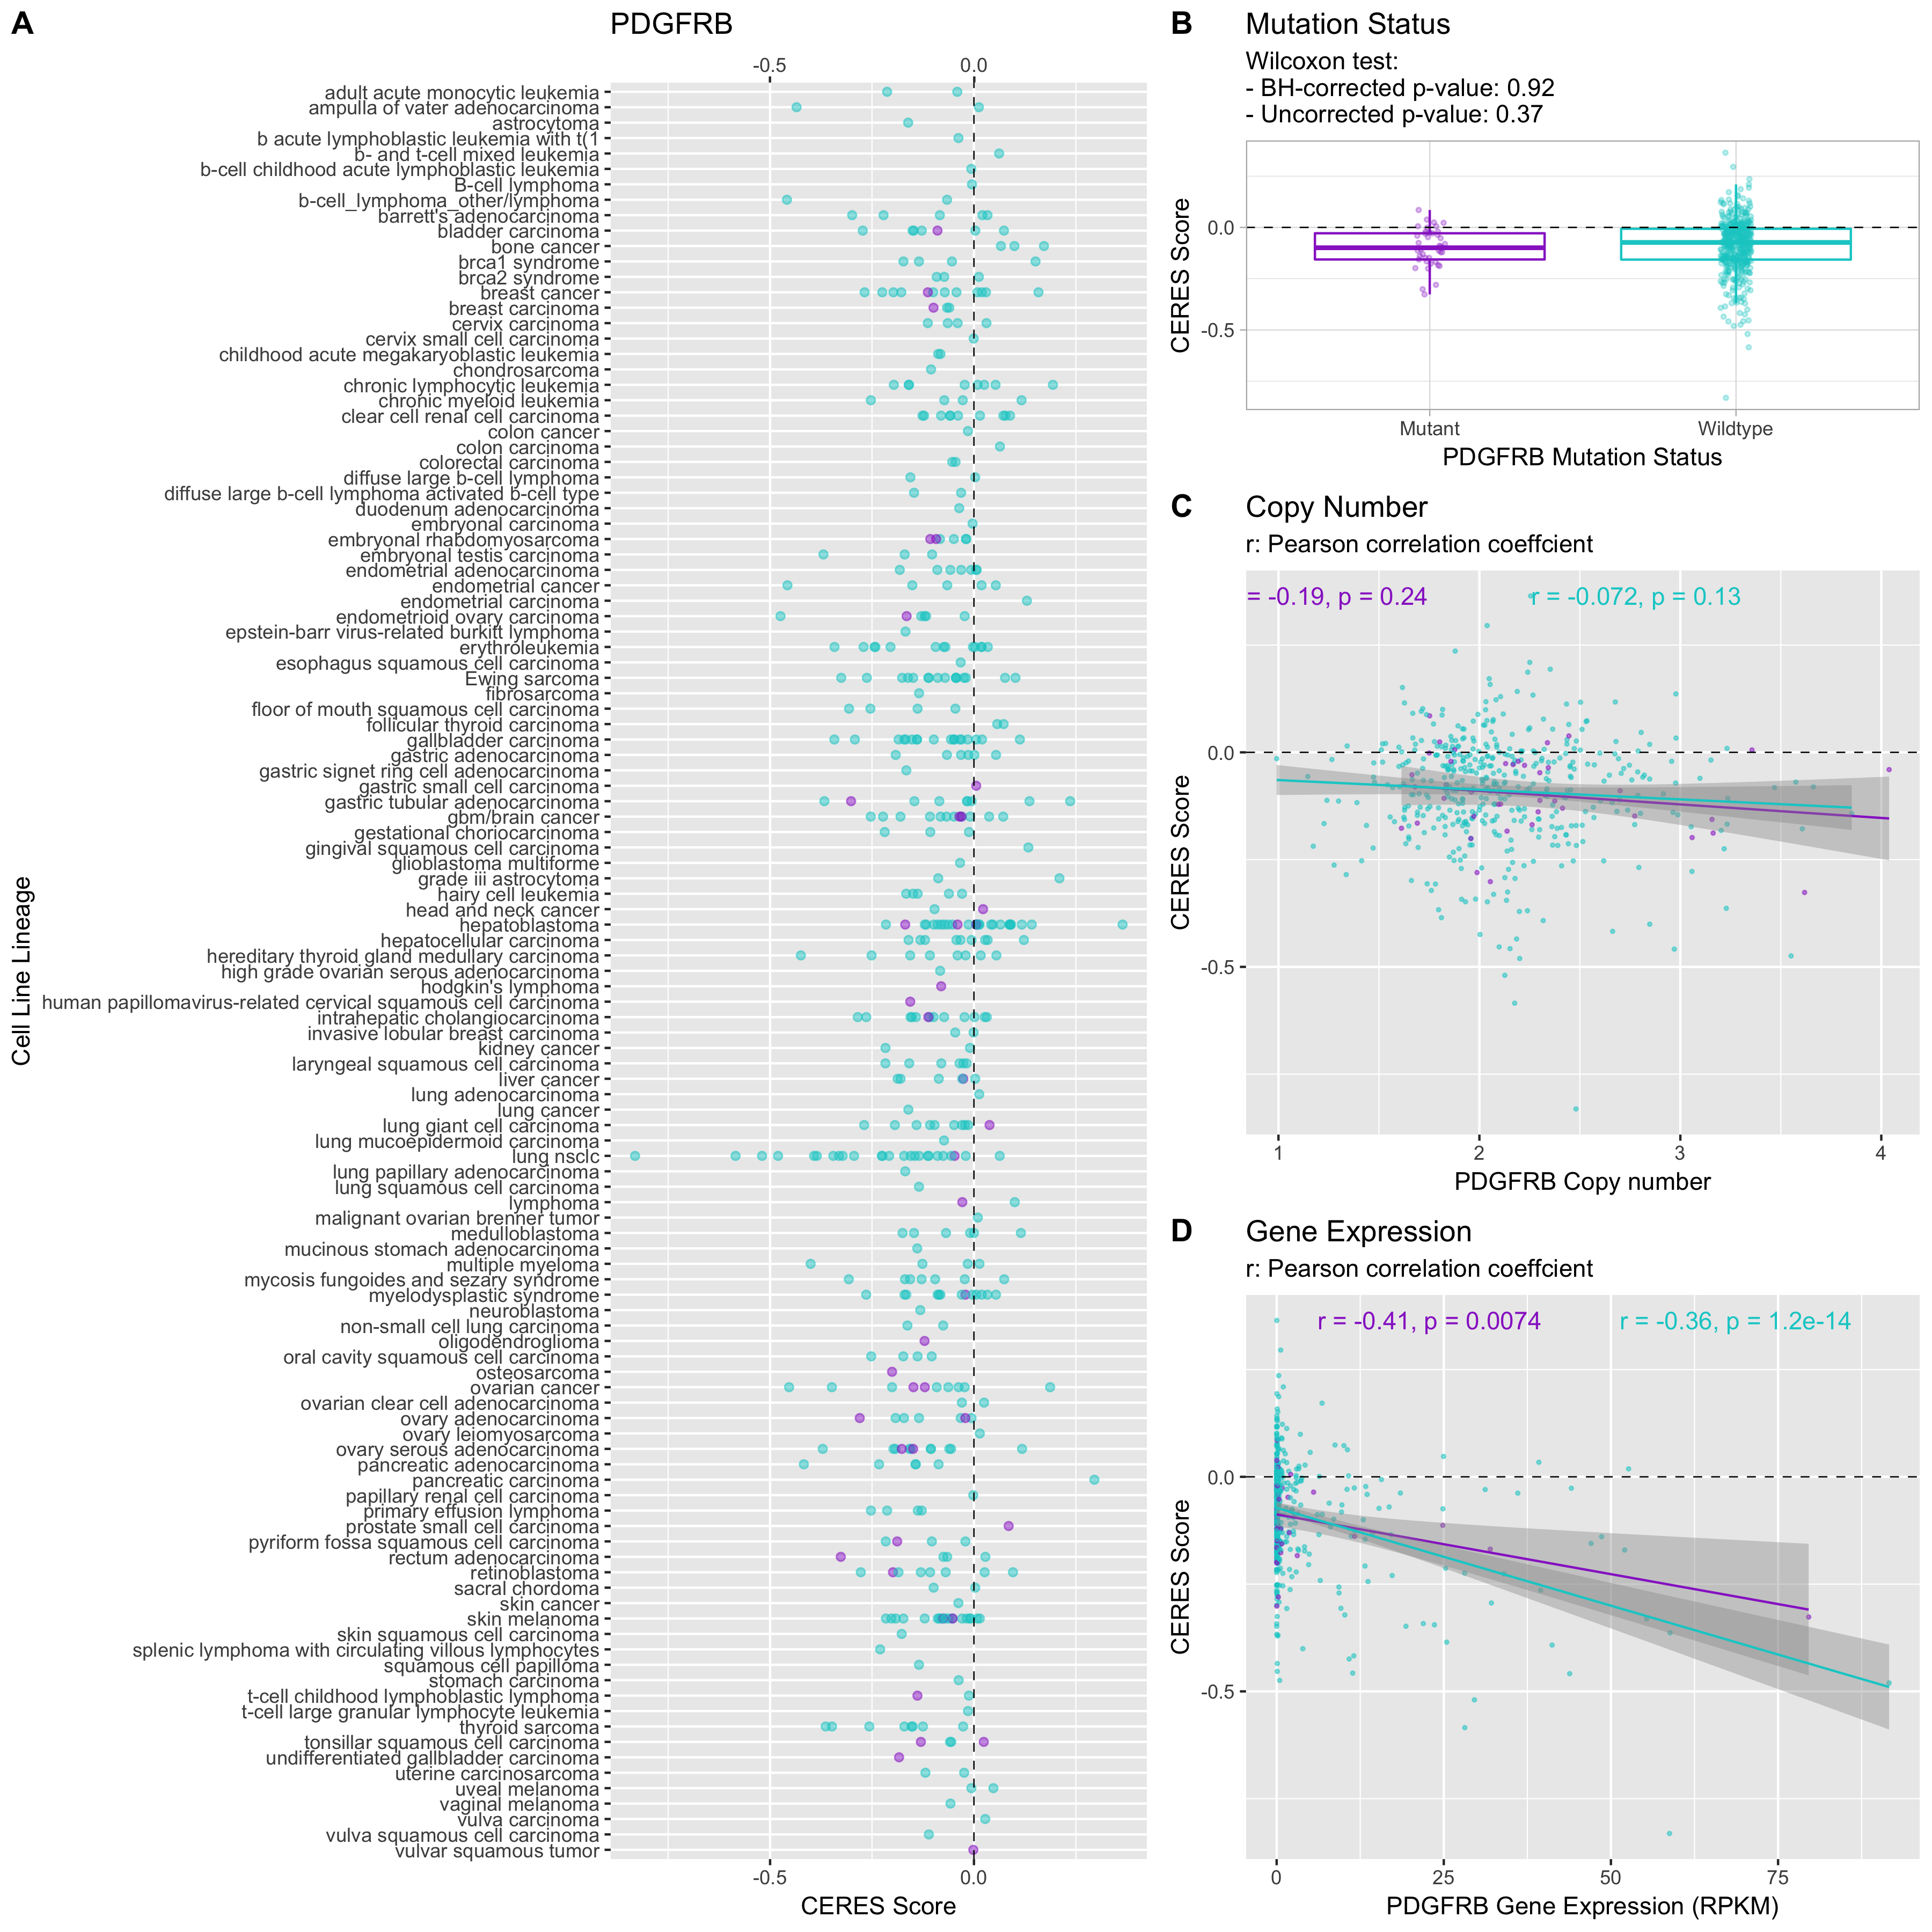 A
PDGFRB
-0.5 0.0
Cell Line Lineage
adult acute monocytic leukemia
ampulla of vater adenocarcinoma
astrocytoma
b acute lymphoblastic leukemia with t(1
b- and t-cell mixed leukemia
b-cell childhood acute lymphoblastic leukemia
B-cell lymphoma
b-cell_lymphoma_other/lymphoma
barrett's adenocarcinoma
bladder carcinoma
bone cancer
brca1 syndrome
brca2 syndrome
breast cancer
breast carcinoma
cervix carcinoma
cervix small cell carcinoma
childhood acute megakaryoblastic leukemia
chondrosarcoma
chronic lymphocytic leukemia
chronic myeloid leukemia
clear cell renal cell carcinoma
colon cancer
colon carcinoma
colorectal carcinoma
diffuse large b-cell lymphoma
diffuse large b-cell lymphoma activated b-cell type
duodenum adenocarcinoma
embryonal carcinoma
embryonal rhabdomyosarcoma
embryonal testis carcinoma
endometrial adenocarcinoma
endometrial cancer
endometrial carcinoma
endometrioid ovary carcinoma
epstein-barr virus-related burkitt lymphoma
erythroleukemia
esophagus squamous cell carcinoma
Ewing sarcoma
fibrosarcoma
floor of mouth squamous cell carcinoma
follicular thyroid carcinoma
gallbladder carcinoma
gastric adenocarcinoma
gastric signet ring cell adenocarcinoma
gastric small cell carcinoma
gastric tubular adenocarcinoma
gbm/brain cancer
gestational choriocarcinoma
gingival squamous cell carcinoma
glioblastoma multiforme
grade iii astrocytoma
hairy cell leukemia
head and neck cancer
hepatoblastoma
hepatocellular carcinoma
hereditary thyroid gland medullary carcinoma
high grade ovarian serous adenocarcinoma
hodgkin's lymphoma
human papillomavirus-related cervical squamous cell carcinoma
intrahepatic cholangiocarcinoma
invasive lobular breast carcinoma
kidney cancer
laryngeal squamous cell carcinoma
liver cancer
lung adenocarcinoma
lung cancer
lung giant cell carcinoma
lung mucoepidermoid carcinoma
lung nsclc
lung papillary adenocarcinoma
lung squamous cell carcinoma
lymphoma
malignant ovarian brenner tumor
medulloblastoma
mucinous stomach adenocarcinoma
multiple myeloma
mycosis fungoides and sezary syndrome
myelodysplastic syndrome
neuroblastoma
non-small cell lung carcinoma
oligodendroglioma
oral cavity squamous cell carcinoma
osteosarcoma
ovarian cancer
ovarian clear cell adenocarcinoma
ovary adenocarcinoma
ovary leiomyosarcoma
ovary serous adenocarcinoma
pancreatic adenocarcinoma
pancreatic carcinoma
papillary renal cell carcinoma
primary effusion lymphoma
prostate small cell carcinoma
pyriform fossa squamous cell carcinoma
rectum adenocarcinoma
retinoblastoma
sacral chordoma
skin cancer
skin melanoma
skin squamous cell carcinoma
splenic lymphoma with circulating villous lymphocytes
squamous cell papilloma
stomach carcinoma
t-cell childhood lymphoblastic lymphoma
t-cell large granular lymphocyte leukemia
thyroid sarcoma
tonsillar squamous cell carcinoma
undifferentiated gallbladder carcinoma
uterine carcinosarcoma
uveal melanoma
vaginal melanoma
vulva carcinoma
vulva squamous cell carcinoma
vulvar squamous tumor
-0.5 0.0
CERES Score
B
Mutation Status
Wilcoxon test:
- BH-corrected p-value: 0.92
- Uncorrected p-value: 0.37
CERES Score
0.0
-0.5
Mutant Wildtype
PDGFRB Mutation Status
C
Copy Number
r: Pearson correlation coeffcient
= -0.19, p = 0.24 r = -0.072, p = 0.13
CERES Score
0.0
-0.5
1 2 3 4
PDGFRB Copy number
D
Gene Expression
r: Pearson correlation coeffcient
r = -0.41, p = 0.0074 r = -0.36, p = 1.2e-14
CERES Score
0.0
-0.5
0 25 50 75
PDGFRB Gene Expression (RPKM)